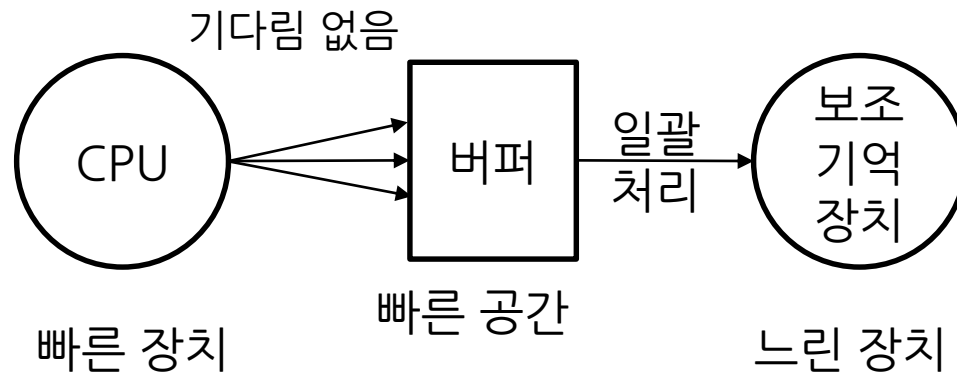 기다림 없음
CPU
버퍼
일괄
처리
보조
기억
장치
빠른 장치
빠른 공간
느린 장치